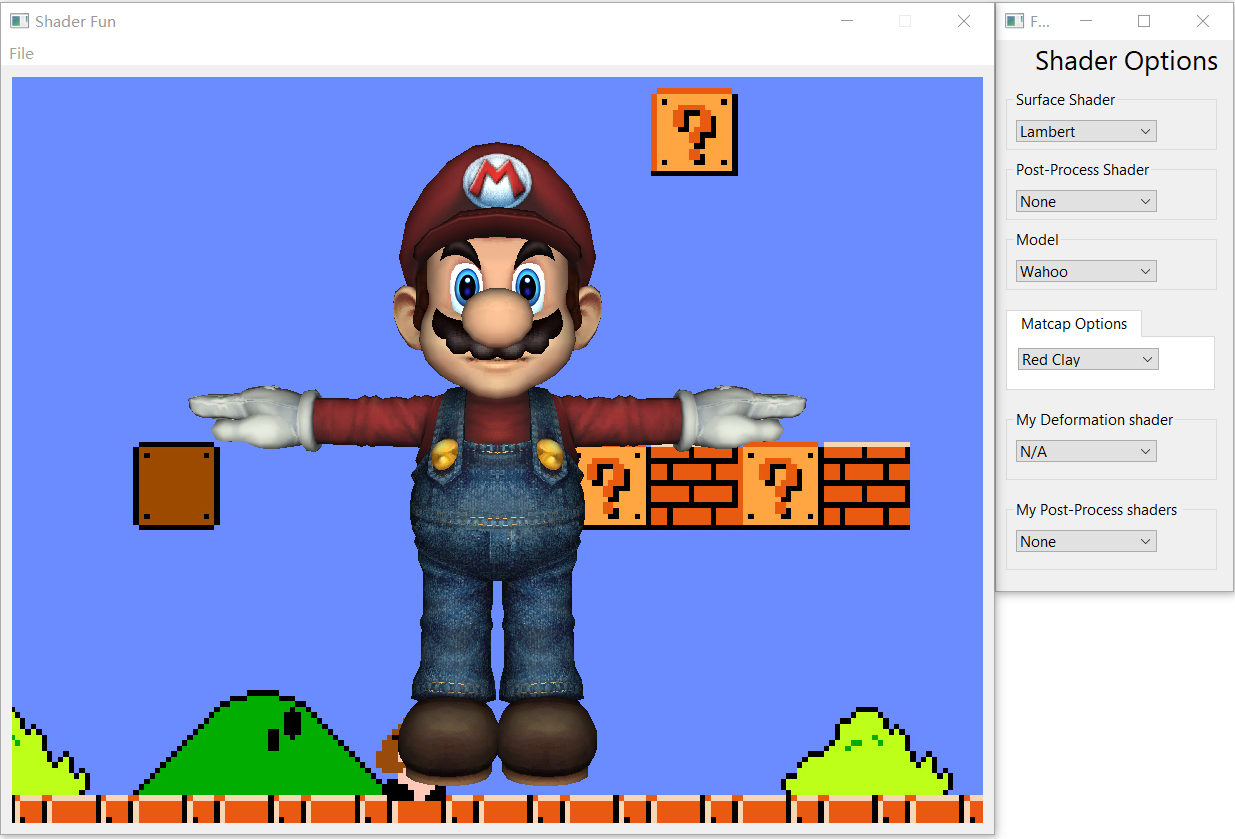 Shader Fun
File
?
M
?
?
F...
Shader Options
Surface Shader
Lambert
Post-Process Shader
None
Model
Wahoo
Matcap Options
Red Clay
My Deformation shader
N/A
My Post-Process shaders
None